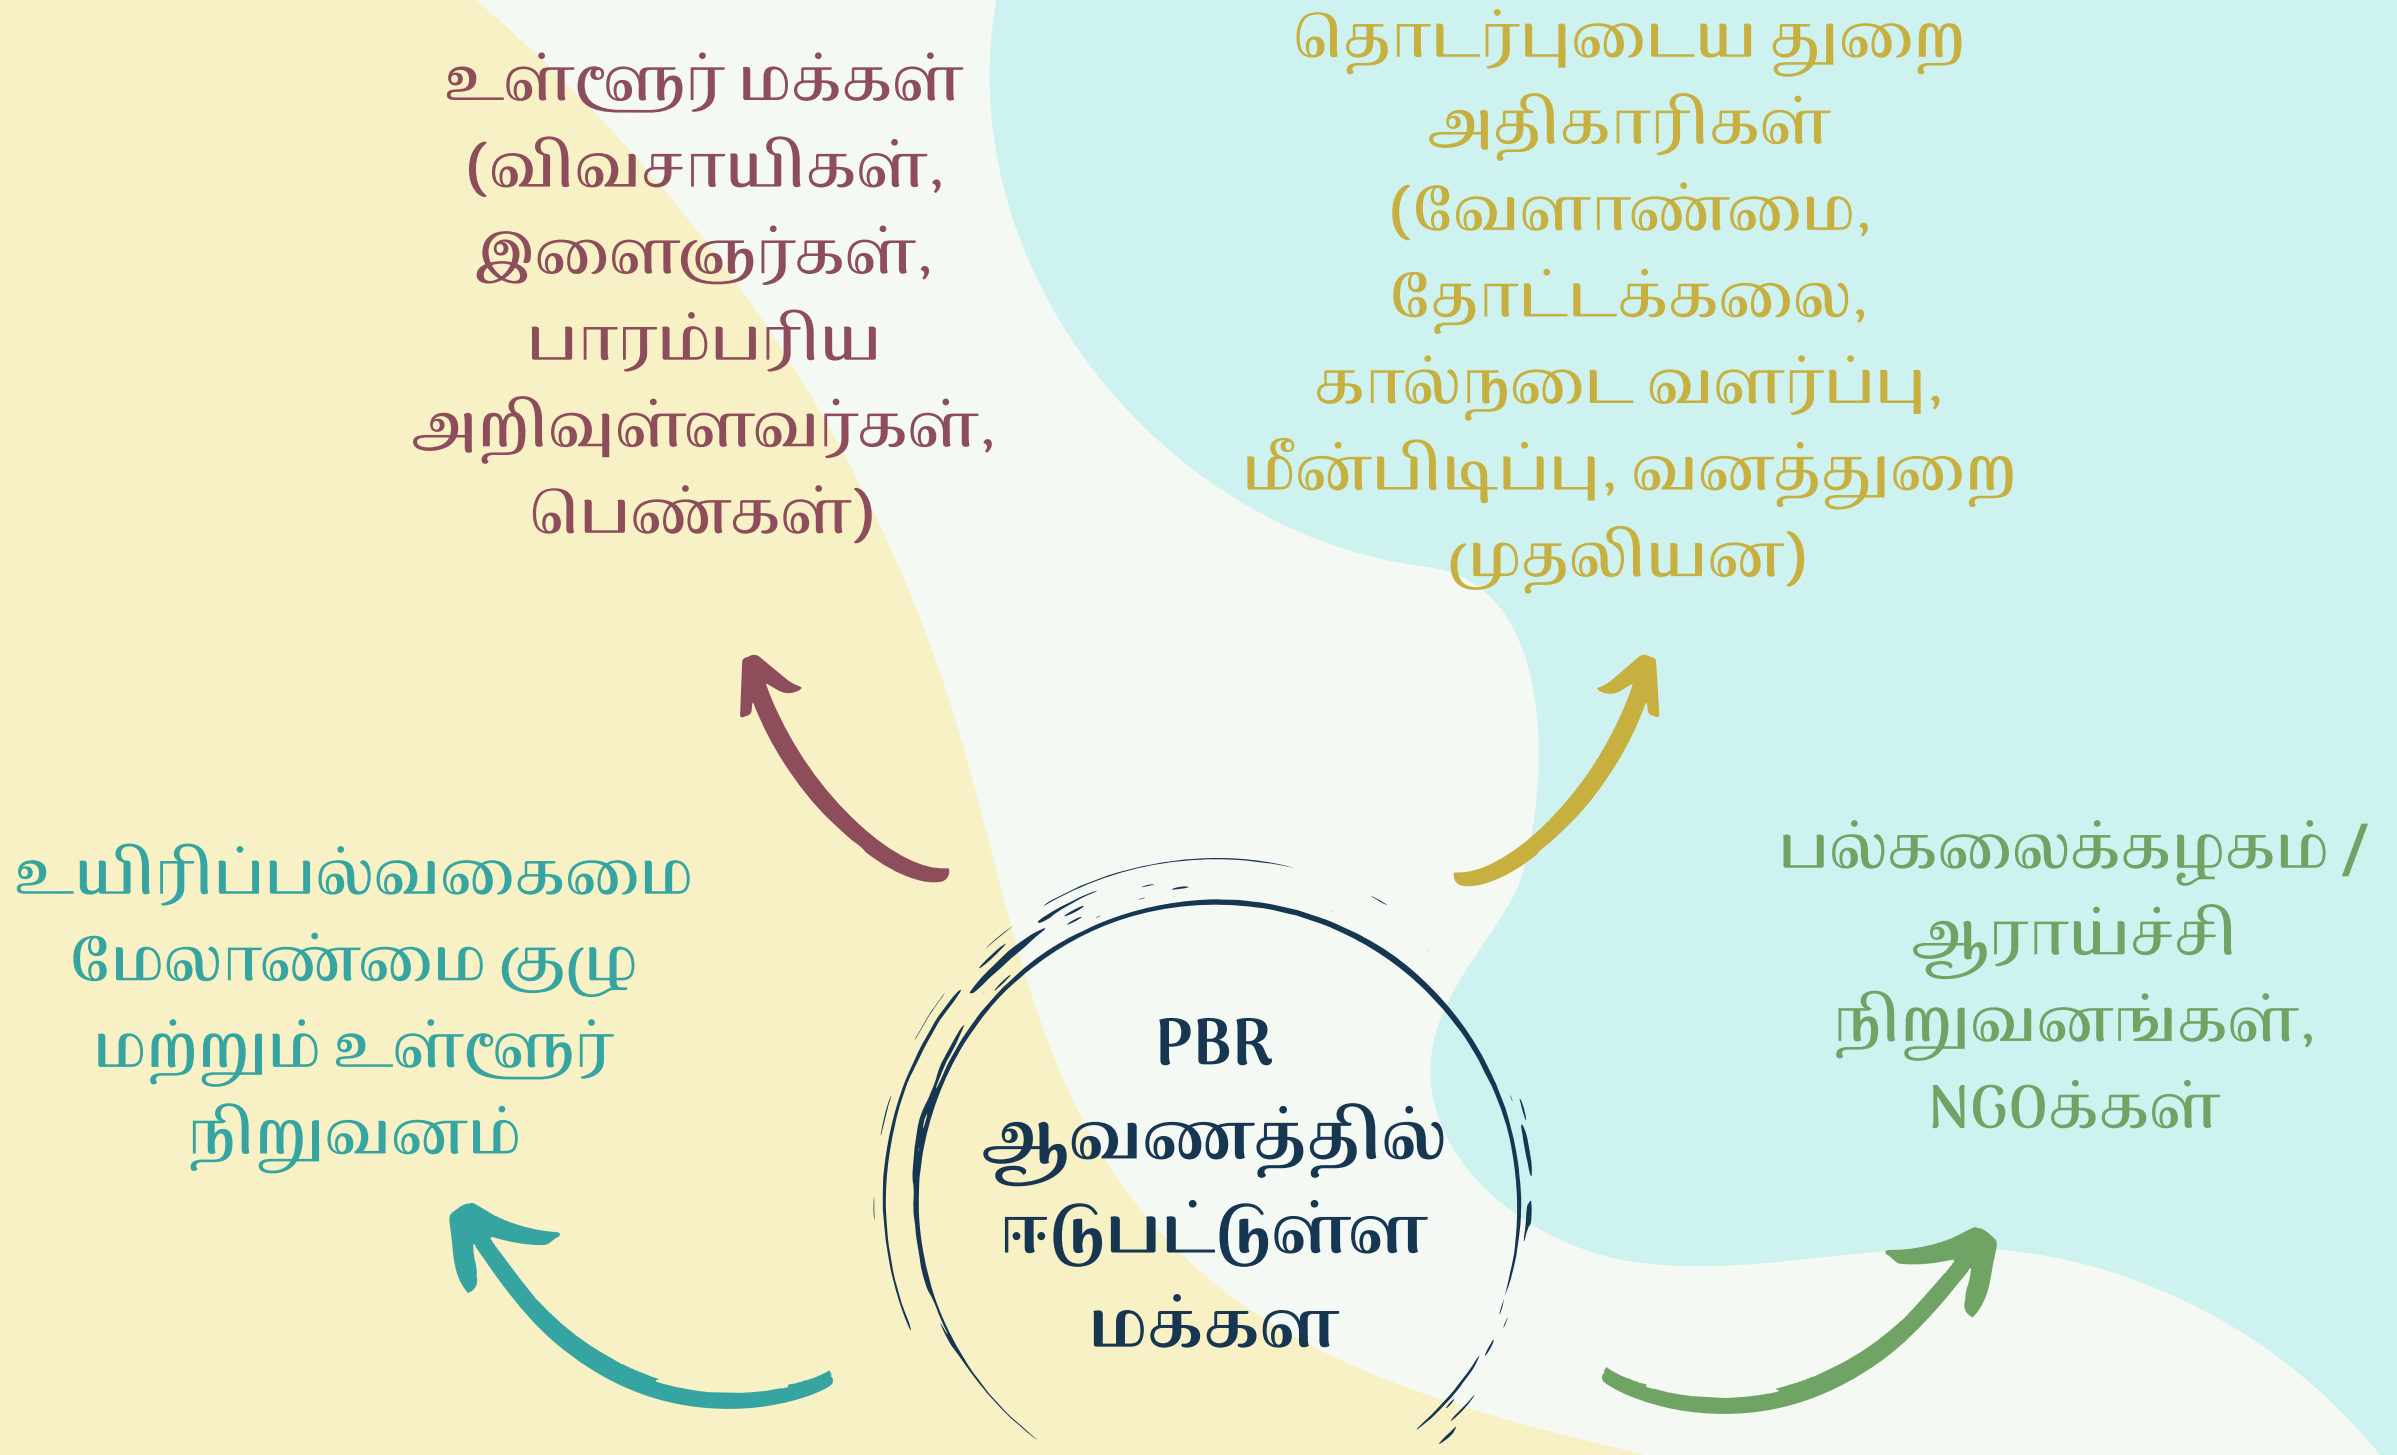 உள்ளூர் மக்கள்
(விவசாயிகள்,
இளைஞர்கள்,
பாரம்பரிய
அறிவுள்ளவர்கள்,
பெண்கள்)
தொடர்புடைய துறை
அதிகாரிகள்
(வேளாண்மை,
தோட்டக்கலை,
கால்நடை வளர்ப்பு,
மீன்பிடிப்பு, வனத்துறை
முதலியன)
உயிரிப்பல்வகைமை
மேலாண்மை குழு
மற்றும் உள்ளூர்
நிறுவனம்
பல்கலைக்கழகம் /
ஆராய்ச்சி
நிறுவனங்கள்,
NGOக்கள்
PBR
ஆவணத்தில்
ஈடுபட்டுள்ள
மக்கள